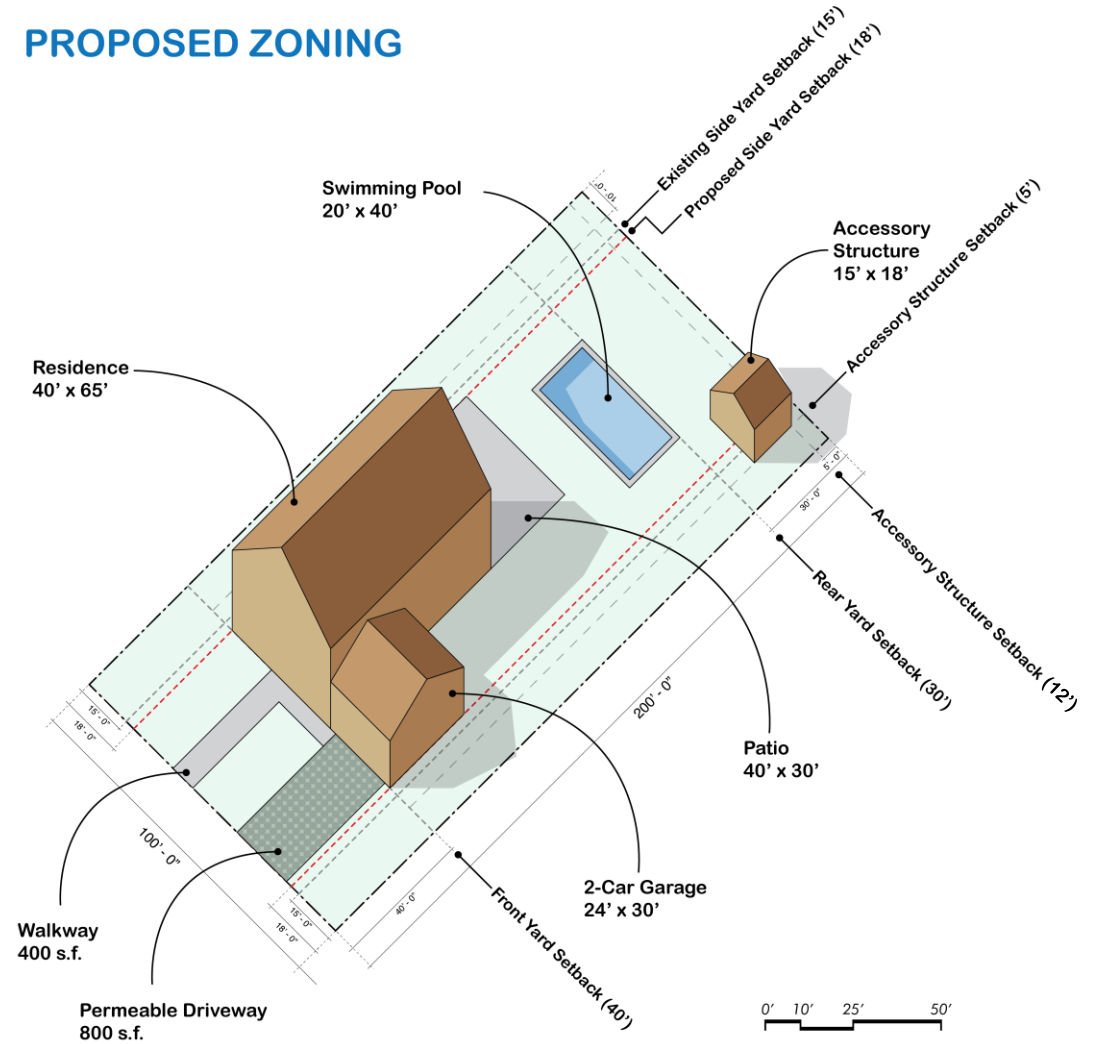 PROPOSED ZONING
Existing Side Yard Setback (15’)
Proposed Side Yard Setback (18’)
10’ - 0”
Swimming Pool
20’ x 40’
Accessory
Structure
15’ x 18’
Accessory Structure Setback (5’)
Residence
40’ x 65’
5’ - 0”
30’ - 0”
Accessory Structure Setback (12’)
Rear Yard Setback (30’)
200’ - 0”
15’ - 0”
18’ - 0”
Patio
40’ x 30’
100’ - 0”
2-Car Garage
24’ x 30’
40’ - 0”
15’ - 0”
18’ - 0”
Front Yard Setback (40’)
Walkway
400 s.f.
Permeable Driveway
800 s.f.
0’ 10’ 25’ 50’